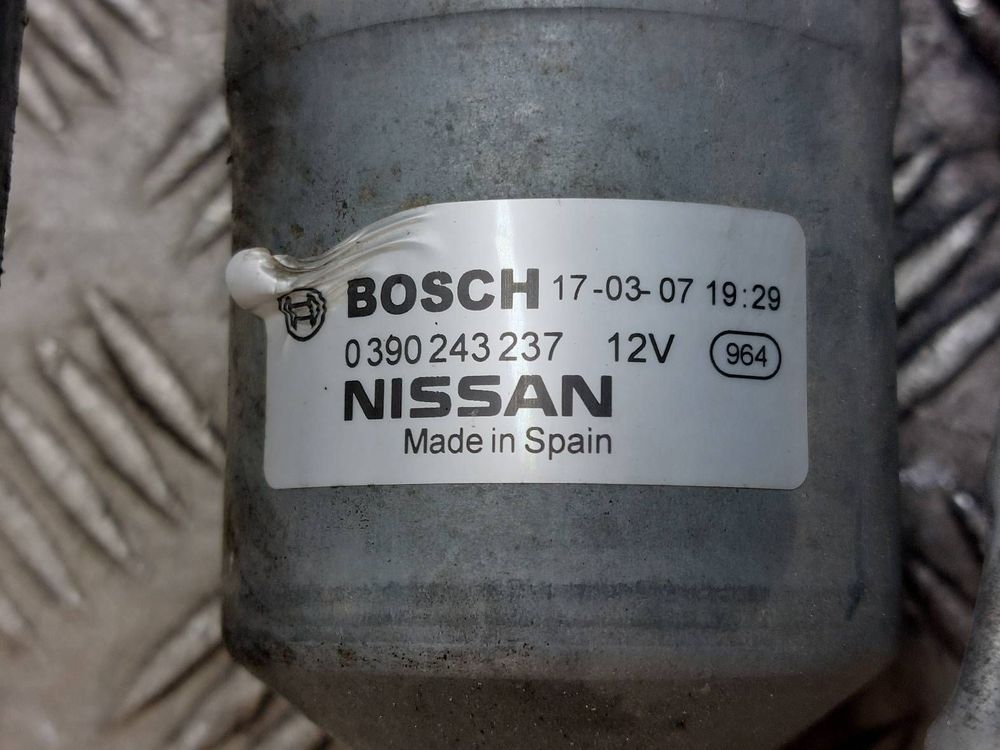 BOSCH 17-03-07 19:29
0 390 243 237 12V 964
NISSAN
Made in Spain